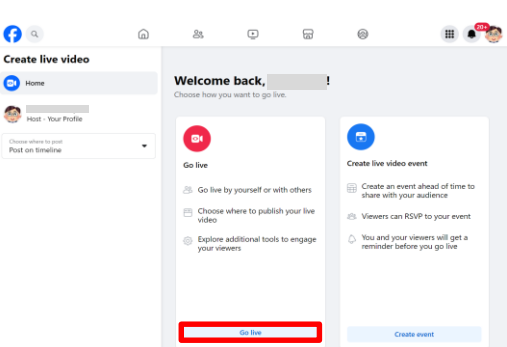 20+
Create live video
Home
Host - Your Profile
Choose where to post
Post on timeline
Welcome back, !
Choose how you want to go live.
Go live
Go live by yourself or with others
Choose where to publish your live
video
Explore additional tools to engage
your viewers
Go live
Create live video event
Create an event ahead of time to
share with your audience
Viewers can RSVP to your event
You and your viewers will get a
reminder before you go live
Create event